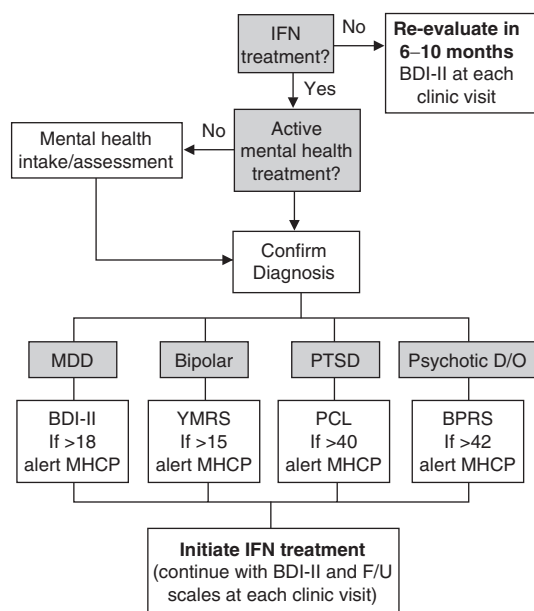 IFN
treatment?
No
Re-evaluate in
6–10 months
BDI-II at each
clinic visit
Yes
Mental health
intake/assessment
No
Active
mental health
treatment?
Confirm
Diagnosis
MDD
Bipolar
PTSD
Psychotic D/O
BDI-II
If >18
alert MHCP
YMRS
If >15
alert MHCP
PCL
If >40
alert MHCP
BPRS
If >42
alert MHCP
Initiate IFN treatment
(continue with BDI-II and F/U
scales at each clinic visit)